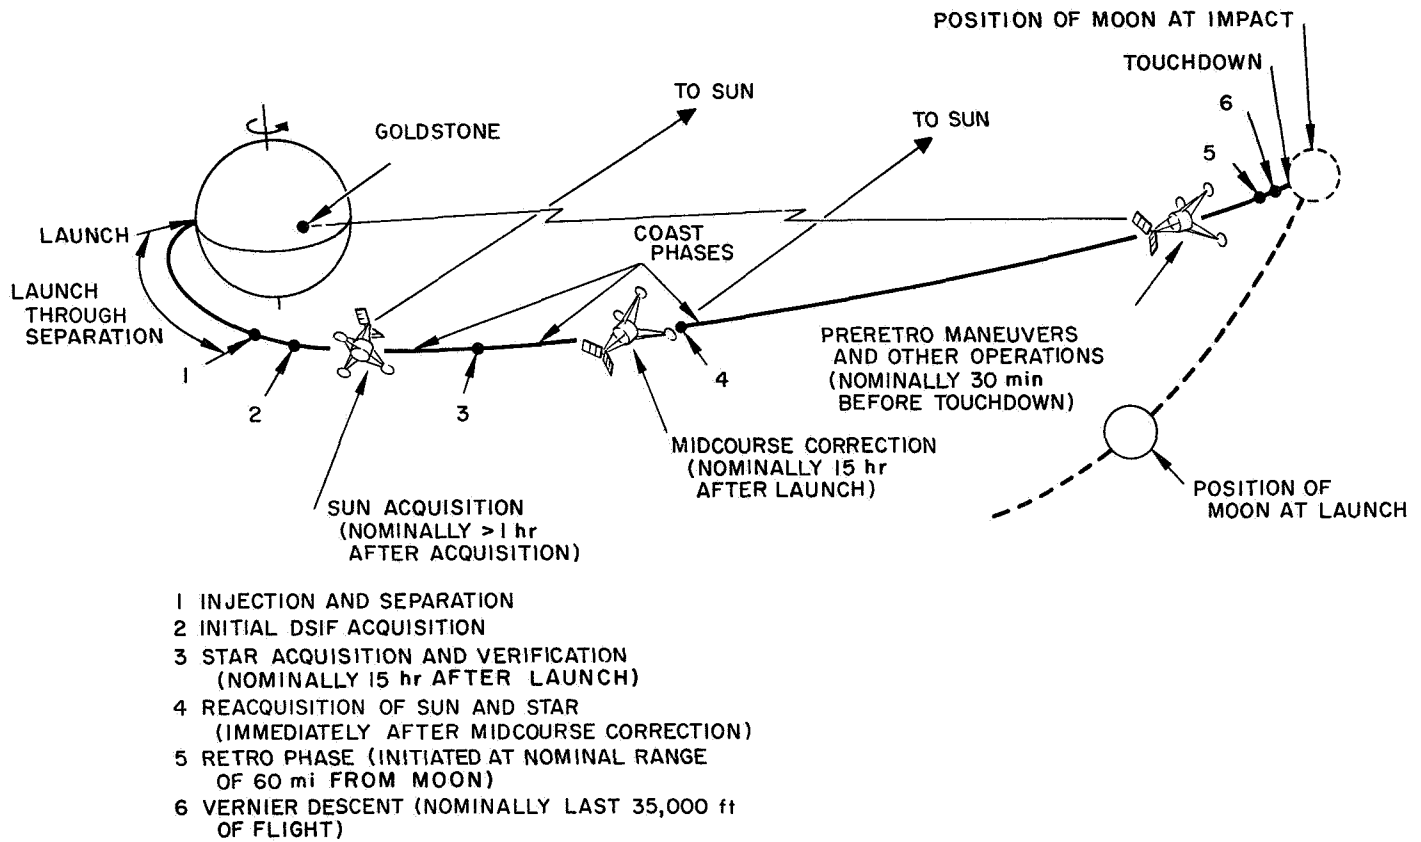 POSITION OF MOON AT IMPACT
TOUCHDOWN
6
5
TO SUN
TO SUN
GOLDSTONE
LAUNCH
COAST
PHASES
LAUNCH
THROUGH
SEPARATION
1
2
3
4
PRERETRO MANEUVERS
AND OTHER OPERATIONS
(NOMINALLY 30 min
BEFORE TOUCHDOWN)
MIDCOURSE CORRECTION
(NOMINALLY 15 hr
AFTER LAUNCH)
POSITION OF
MOON AT LAUNCH
SUN ACQUISITION
(NOMINALLY >1 hr
AFTER ACQUISITION)
1 INJECTION AND SEPARATION
2 INITIAL DSIF ACQUISITION
3 STAR ACQUISITION AND VERIFICATION
(NOMINALLY 15 hr AFTER LAUNCH)
4 REACQUISITION OF SUN AND STAR
(IMMEDIATELY AFTER MIDCOURSE CORRECTION)
5 RETRO PHASE (INITIATED AT NOMINAL RANGE
OF 60 mi FROM MOON)
6 VERNIER DESCENT (NOMINALLY LAST 35,000 ft
OF FLIGHT)